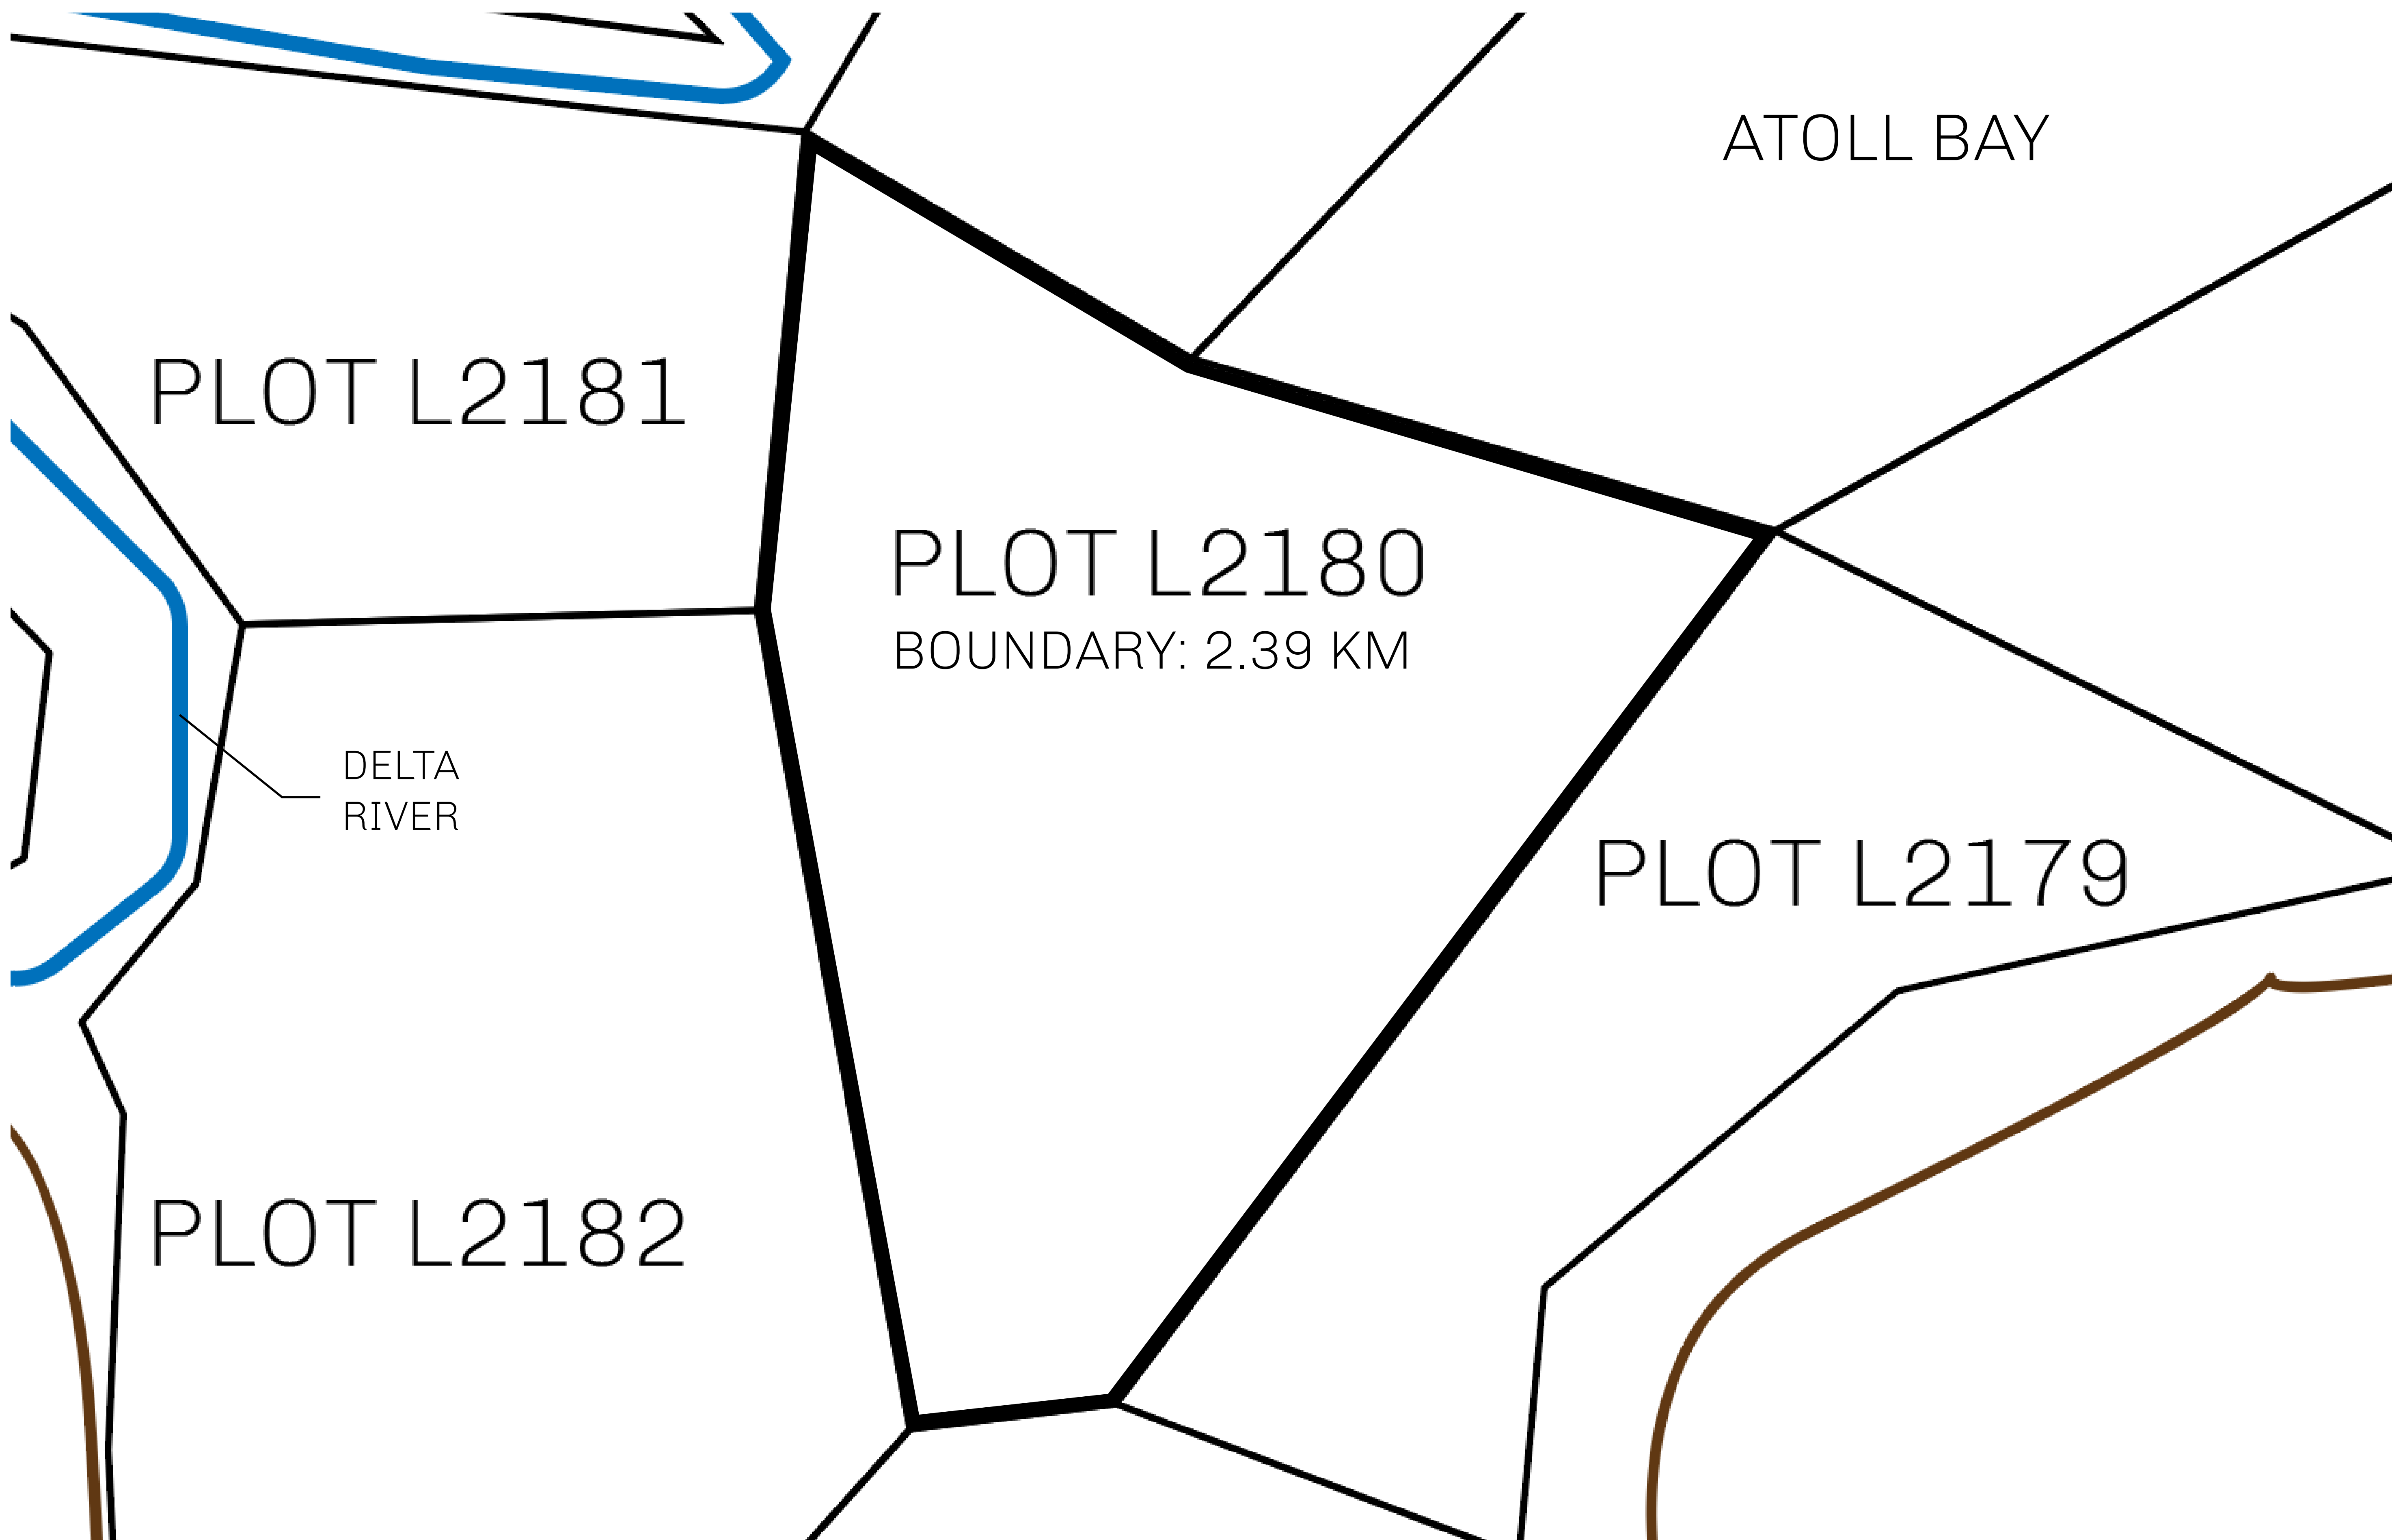 ATOLL BAY
PLOT L2181
PLOT L2180
BOUNDARY: 2.39 KM
DELTA
RIVER
PLOT L2179
PLOT L2182